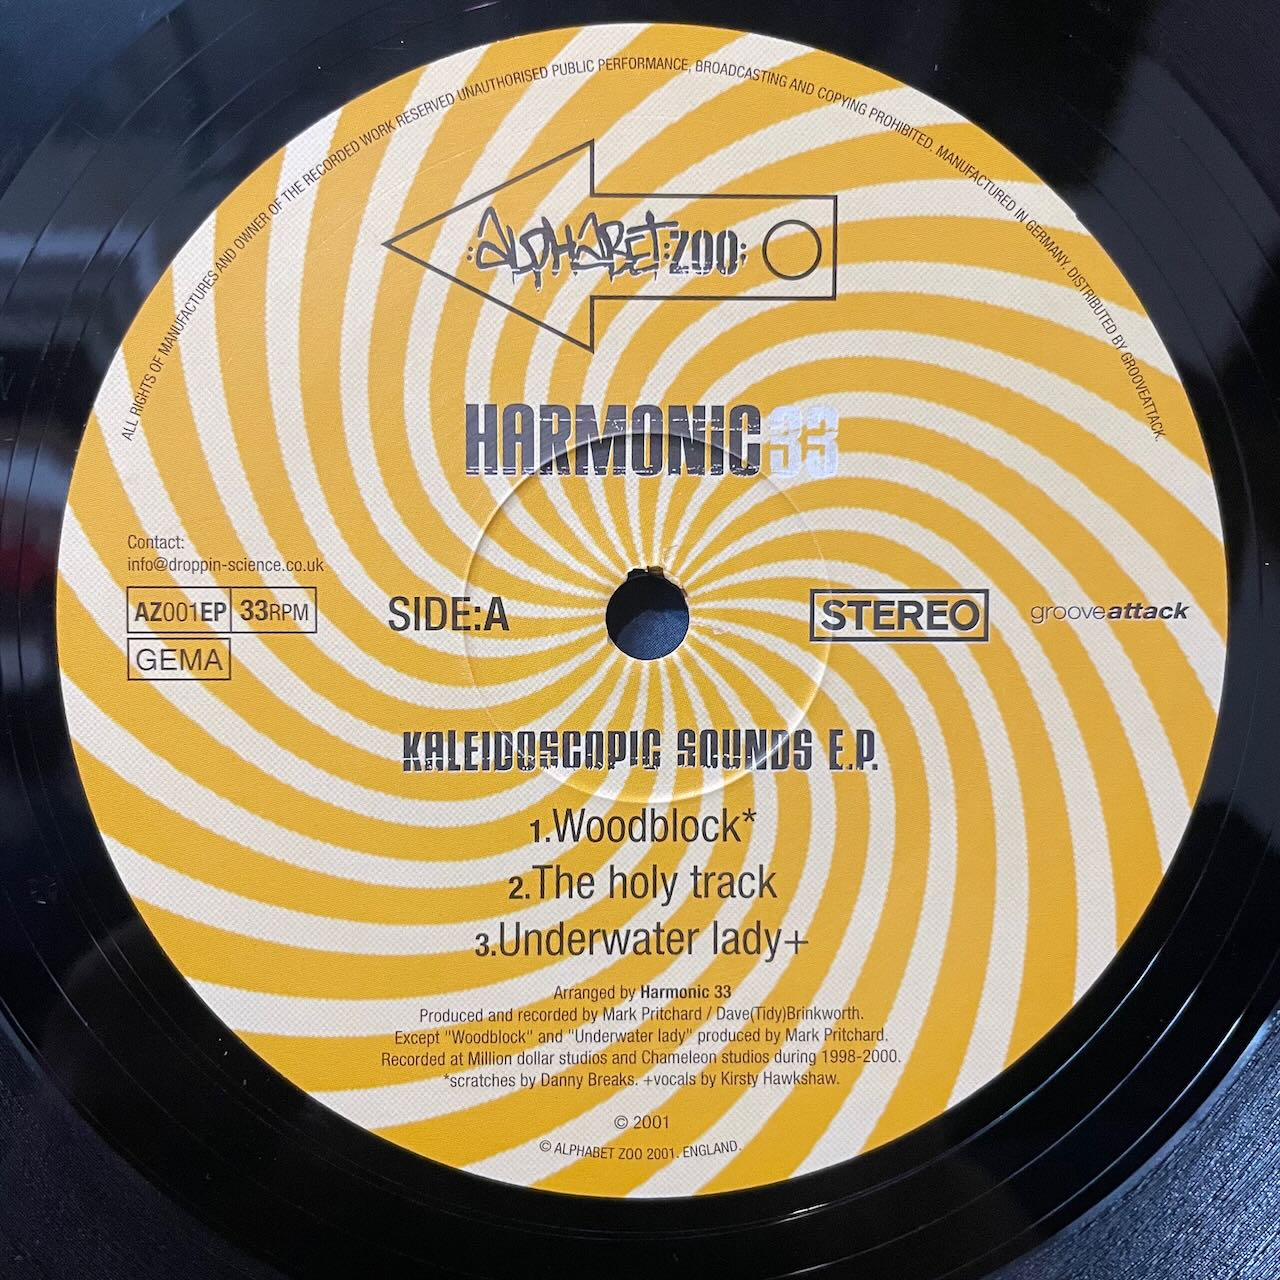 ALL RIGHTS OF MANUFACTURES AND OWNER OF THE RECORDED WORK RESERVED UNAUTHORISED PUBLIC PERFORMANCE, BROADCASTING AND COPYING PROHIBITED. MANUFACTURED IN GERMANY. DISTRIBUTED BY GROOVEATTACK.
:ALPHABET:ZOO:
HARMONIC33
Contact:
info@droppin-science.co.uk
AZ001EP 33RPM
GEMA
SIDE:A
STEREO
grooveattack
KALEIDOSCOPIC SOUNDS E.P.
1.Woodblock*
2.The holy track
3.Underwater lady+
Arranged by Harmonic 33
Produced and recorded by Mark Pritchard / Dave(Tidy)Brinkworth.
Except "Woodblock" and "Underwater lady" produced by Mark Pritchard.
Recorded at Million dollar studios and Chameleon studios during 1998-2000.
*scratches by Danny Breaks. +vocals by Kirsty Hawkshaw.
© 2001
© ALPHABET ZOO 2001. ENGLAND.